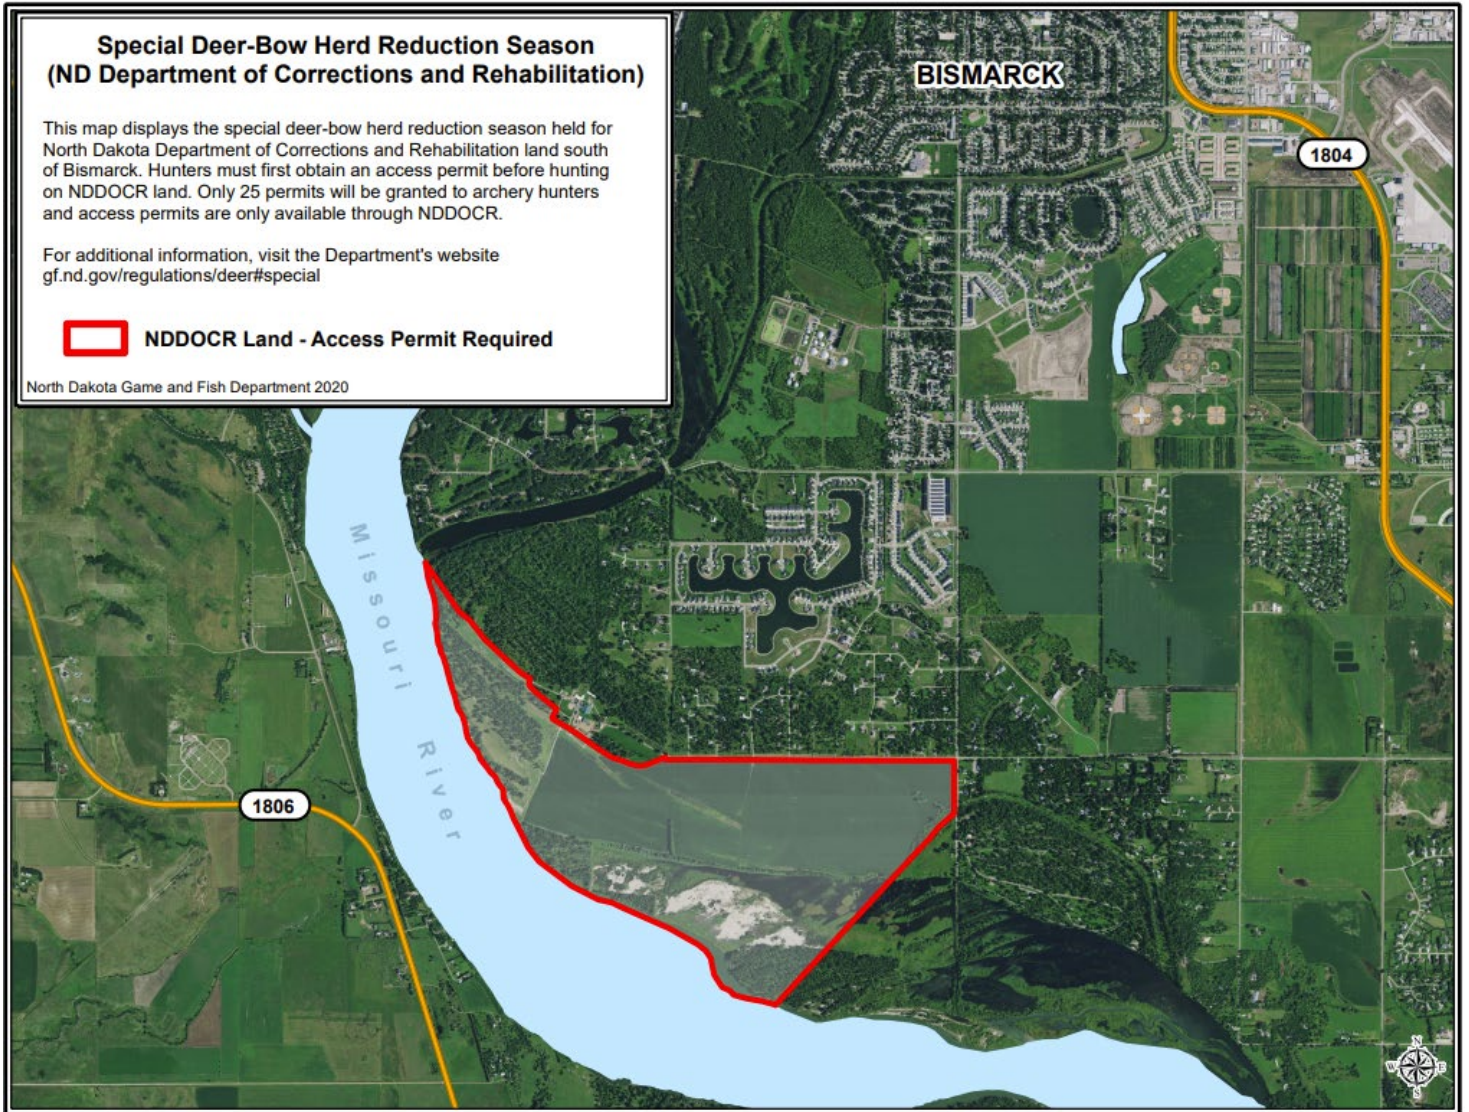 Special Deer-Bow Herd Reduction Season
(ND Department of Corrections and Rehabilitation)
This map displays the special deer-bow herd reduction season held for
North Dakota Department of Corrections and Rehabilitation land south
of Bismarck. Hunters must first obtain an access permit before hunting
on NDDOCR land. Only 25 permits will be granted to archery hunters
and access permits are only available through NDDOCR.
For additional information, visit the Department's website
gf.nd.gov/regulations/deer#special
NDDOCR Land - Access Permit Required
North Dakota Game and Fish Department 2020
BISMARCK
1804
Missouri River
1806
N
W E
S